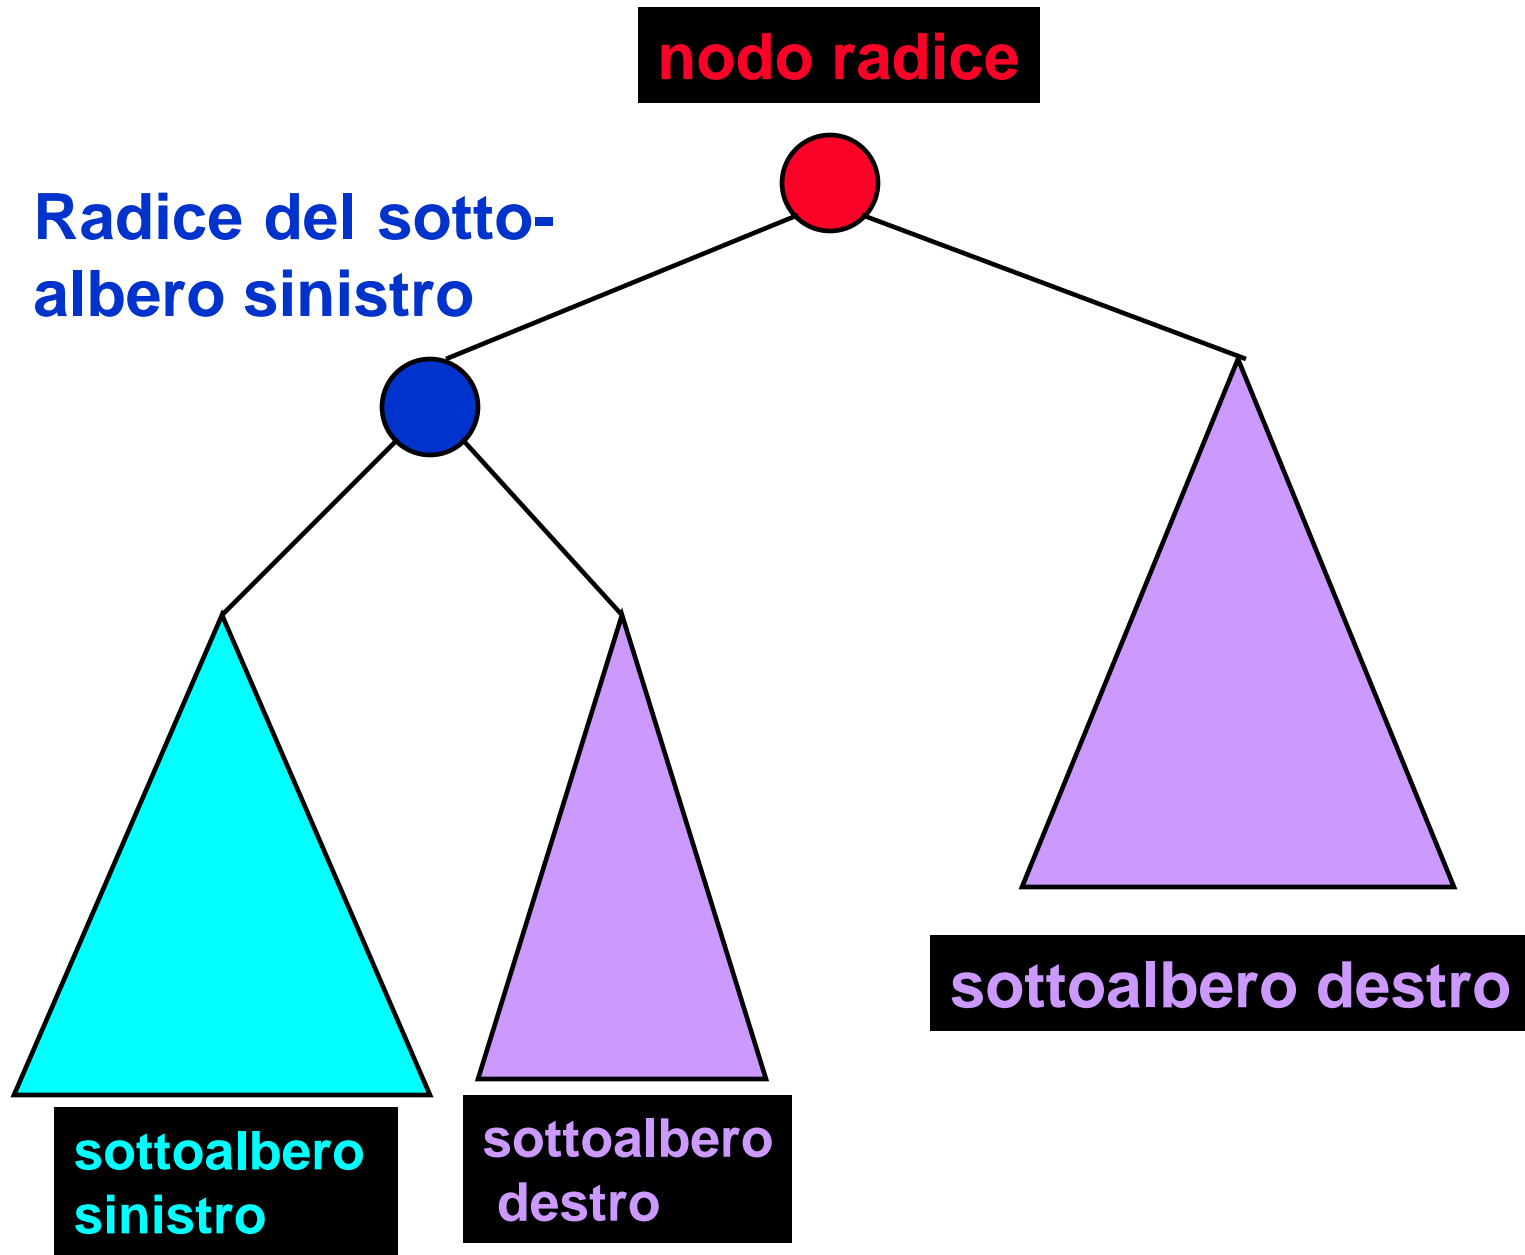 nodo radice
Radice del sotto-
albero sinistro
sottoalbero destro
sottoalbero
destro
sottoalbero
sinistro